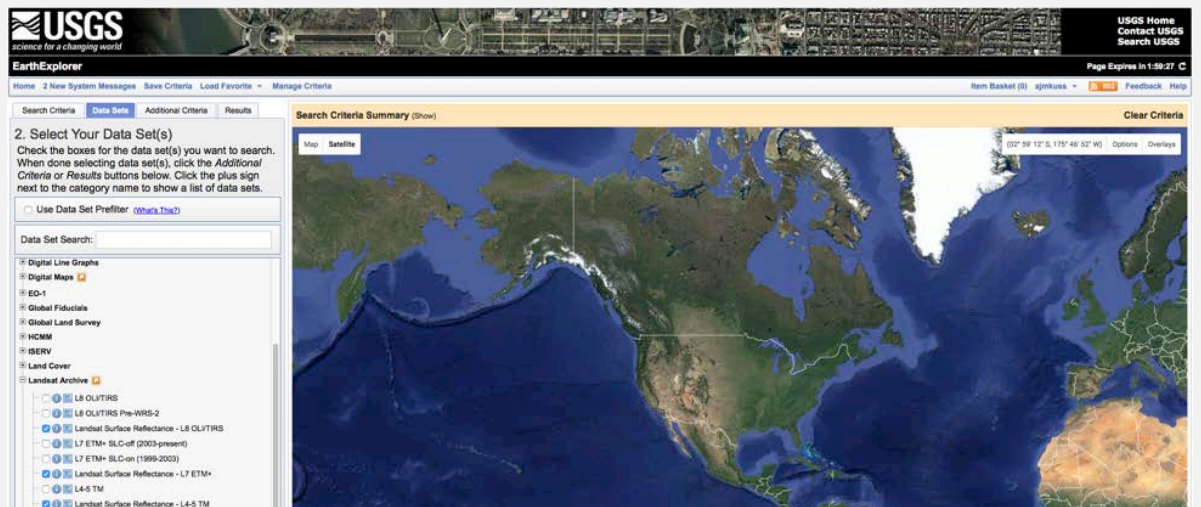 USGS
science for a changing world
USGS Home
Contact USGS
Search USGS
EarthExplorer
Page Expires In 1:59:27
Home 2 New System Messages Save Criteria Load Favorite Manage Criteria
Item Basket (0) ajmkuss RSS Feedback Help
Search Criteria Data Sets Additional Criteria Results
2. Select Your Data Set(s)
Check the boxes for the data set(s) you want to search.
When done selecting data set(s), click the Additional
Criteria or Results buttons below. Click the plus sign
next to the category name to show a list of data sets.
Use Data Set Prefilter (What's This?)
Data Set Search:
Digital Line Graphs
Digital Maps
EO-1
Global Fiducials
Global Land Survey
HCMM
ISERV
Land Cover
Landsat Archive
L8 OLI/TIRS
L8 OLI/TIRS Pre-WRS-2
Landsat Surface Reflectance - L8 OLI/TIRS
L7 ETM+ SLC-off (2003-present)
L7 ETM+ SLC-on (1999-2003)
Landsat Surface Reflectance - L7 ETM+
L4-5 TM
Landsat Surface Reflectance - L4-5 TM
Search Criteria Summary (Show)
Clear Criteria
Map Satellite
(02° 59' 12" S, 175° 46' 52" W) Options Overlays